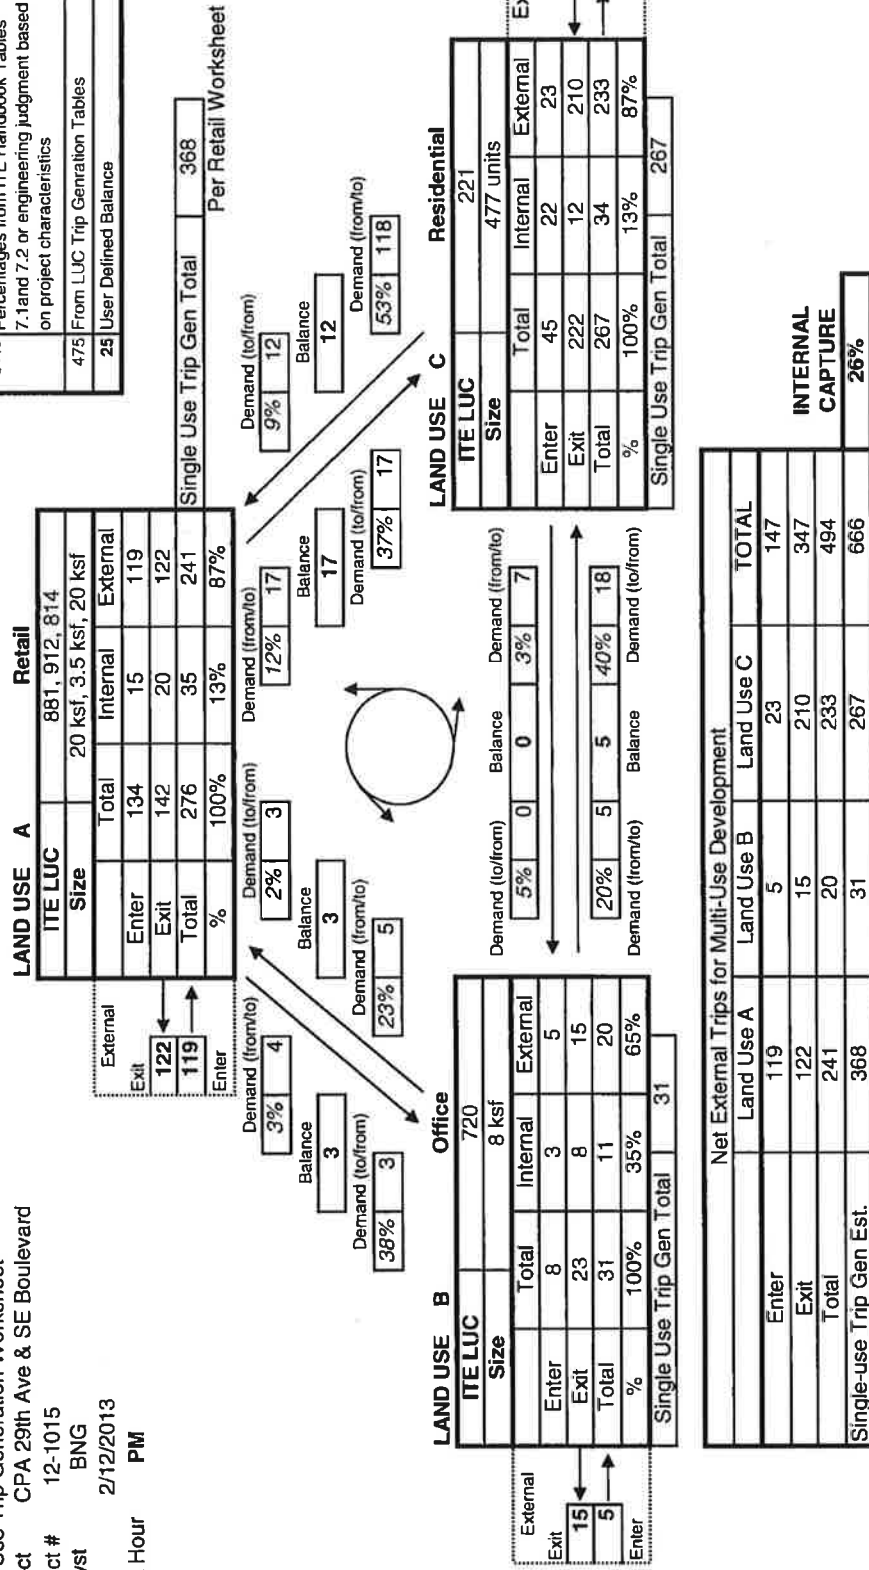 Use Trip Generation Worksheet
ct CPA 29th Ave & SE Boulevard
ct # 12-1015
yst BNG
2/12/2013
Hour PM
7.1and 7.2 or engineering judgment based
on project characteristics
475 From LUC Trip Genration Tables
25 User Defined Balance
LAND USE A Retail
ITE LUC 881, 912, 814
Size 20 ksf, 3.5 ksf, 20 ksf
Total Internal External
Enter 134 15 119
Exit 142 20 122
Total 276 35 241
% 100% 13% 87%
Single Use Trip Gen Total 368
Per Retail Worksheet
External
Exit
122
119
Enter
Demand (from/to)
3% 4
Balance
3
Demand (to/from)
38% 3
Demand (to/from)
2% 3
Balance
3
Demand (from/to)
23% 5
Demand (from/to)
12% 17
Balance
17
Demand (to/from)
37% 17
Demand (to/from)
9% 12
Balance
12
Demand (from/to)
53% 118
LAND USE B Office
ITE LUC 720
Size 8 ksf
Total Internal External
Enter 8 3 5
Exit 23 8 15
Total 31 11 20
% 100% 35% 65%
Single Use Trip Gen Total 31
External
Exit
15
5
Enter
Demand (to/from) Balance Demand (from/to)
5% 0 0 3% 7
20% 5 5 40% 18
Demand (from/to) Balance Demand (to/from)
LAND USE C Residential
ITE LUC 221
Size 477 units
Total Internal External
Enter 45 22 23
Exit 222 12 210
Total 267 34 233
% 100% 13% 87%
Single Use Trip Gen Total 267
Ex
Net External Trips for Multi-Use Development
Land Use A Land Use B Land Use C TOTAL
Enter 119 5 23 147
Exit 122 15 210 347
Total 241 20 233 494
Single-use Trip Gen Est. 368 31 267 666
INTERNAL
CAPTURE
26%